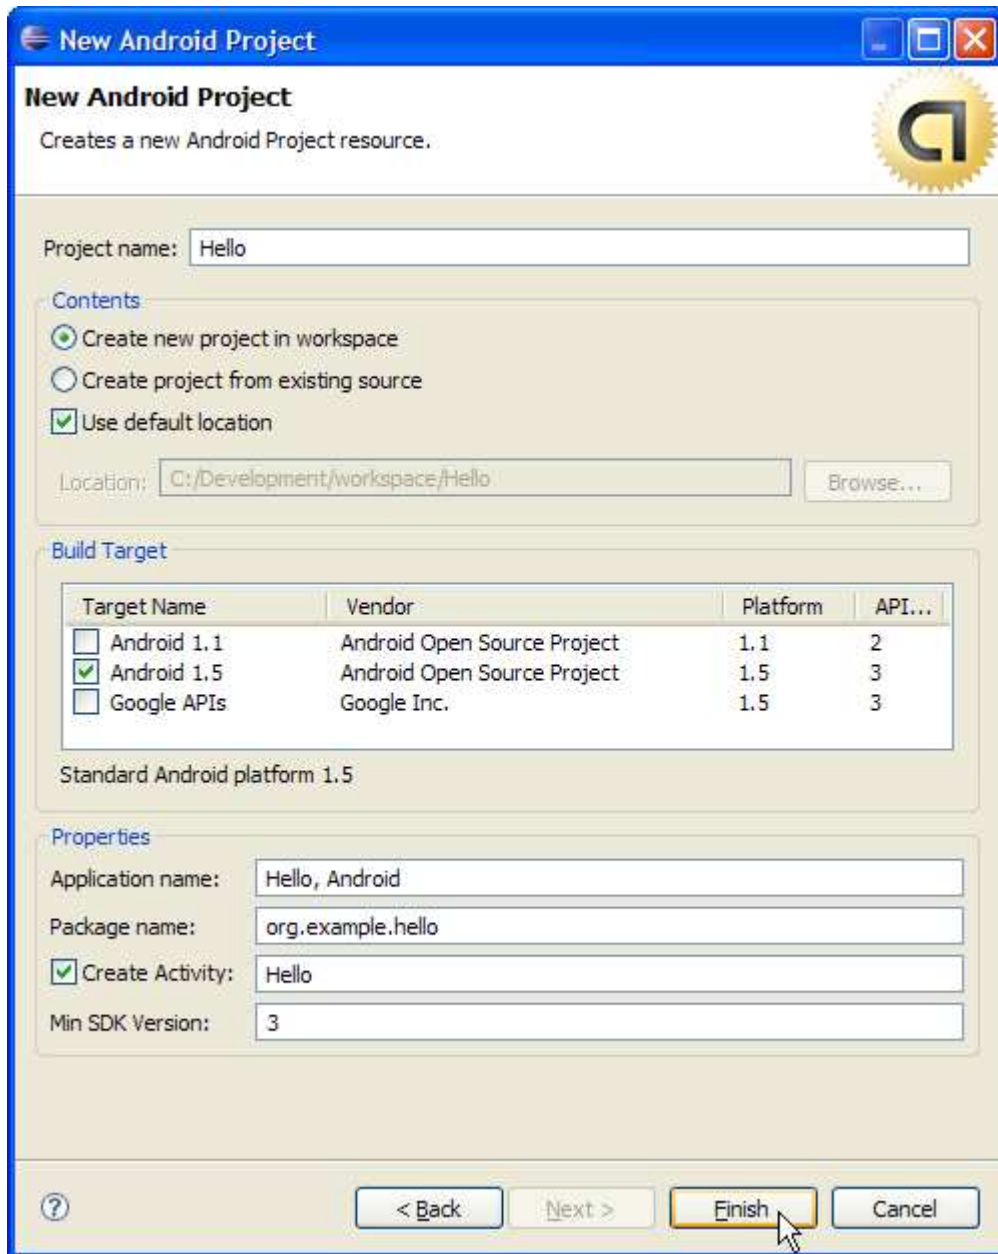 New Android Project
New Android Project
Creates a new Android Project resource.
Project name: Hello
Contents
Create new project in workspace
Create project from existing source
Use default location
Location: C:/Development/workspace/Hello Browse...
Build Target
Target Name Vendor Platform API...
Android 1.1 Android Open Source Project 1.1 2
Android 1.5 Android Open Source Project 1.5 3
Google APIs Google Inc. 1.5 3
Standard Android platform 1.5
Properties
Application name: Hello, Android
Package name: org.example.hello
Create Activity: Hello
Min SDK Version: 3
? < Back Next > Finish Cancel